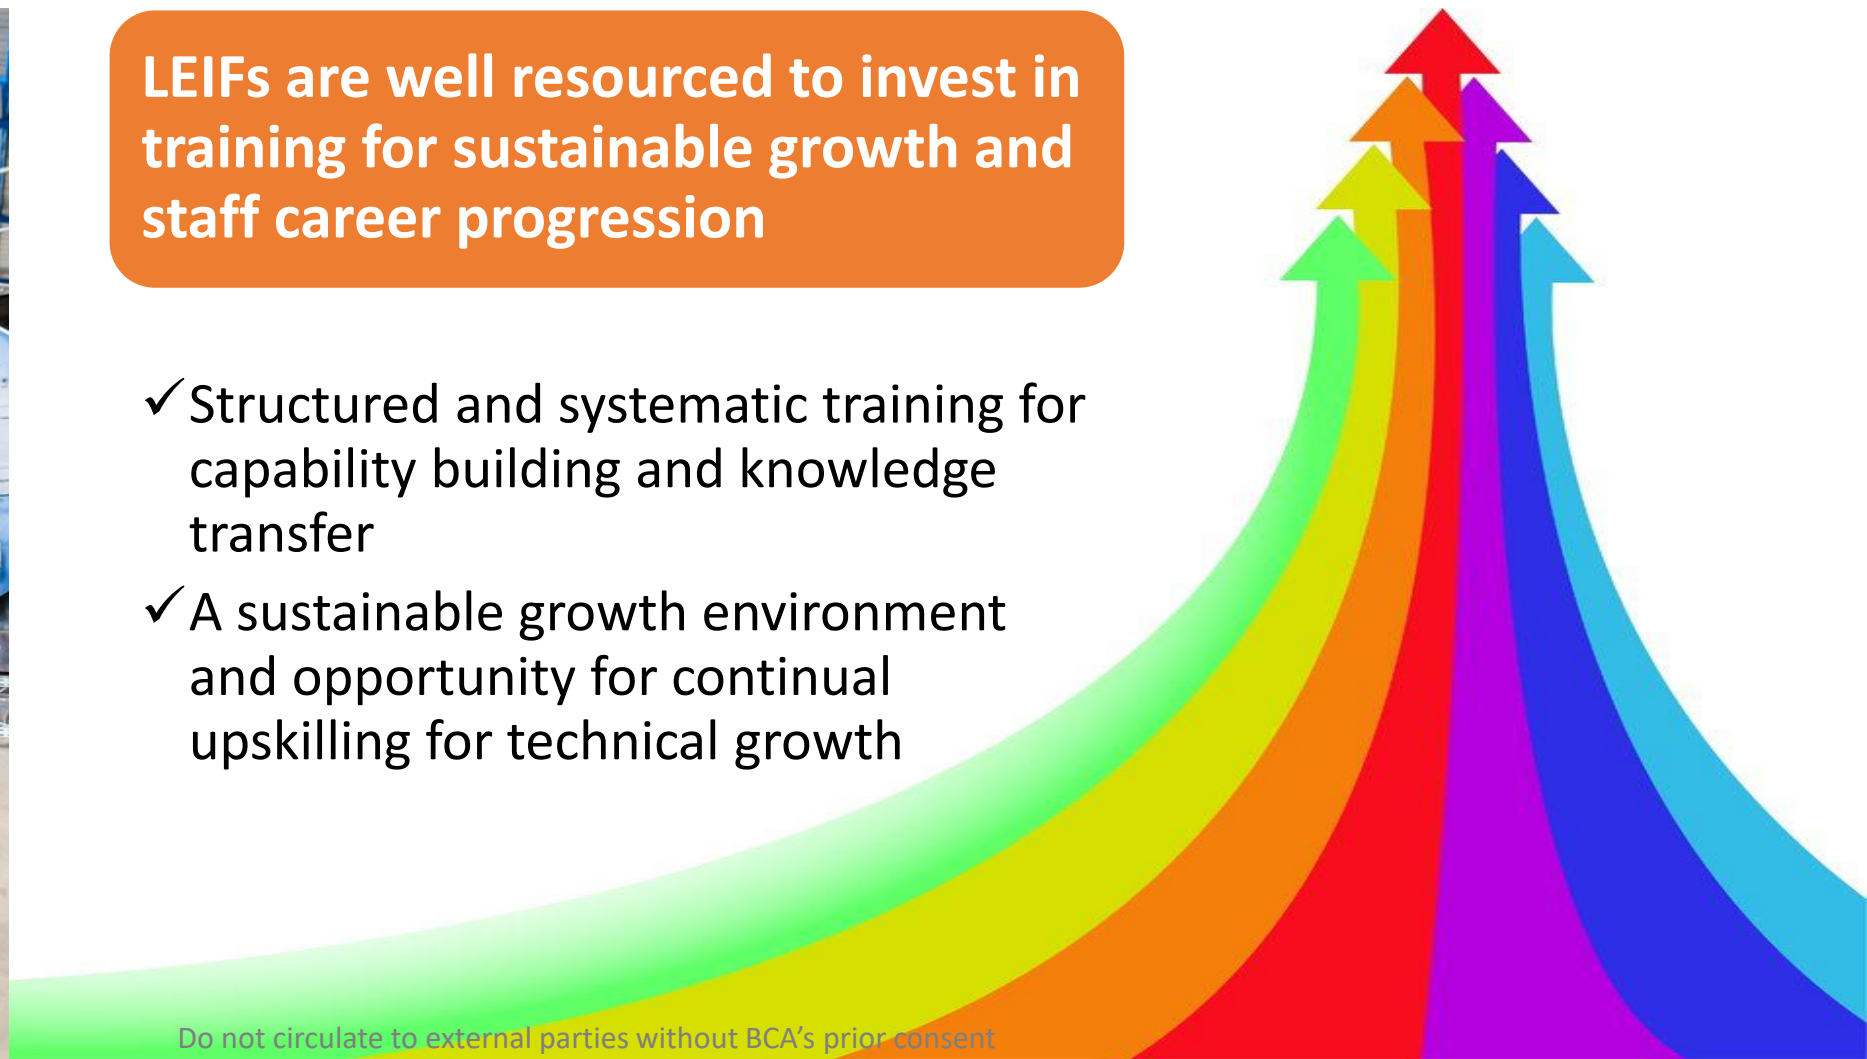 LEIFs are well resourced to invest in
training for sustainable growth and
staff career progression
✓Structured and systematic training for
capability building and knowledge
transfer
✓A sustainable growth environment
and opportunity for continual
upskilling for technical growth
Do not circulate to external parties without BCA’s prior consent